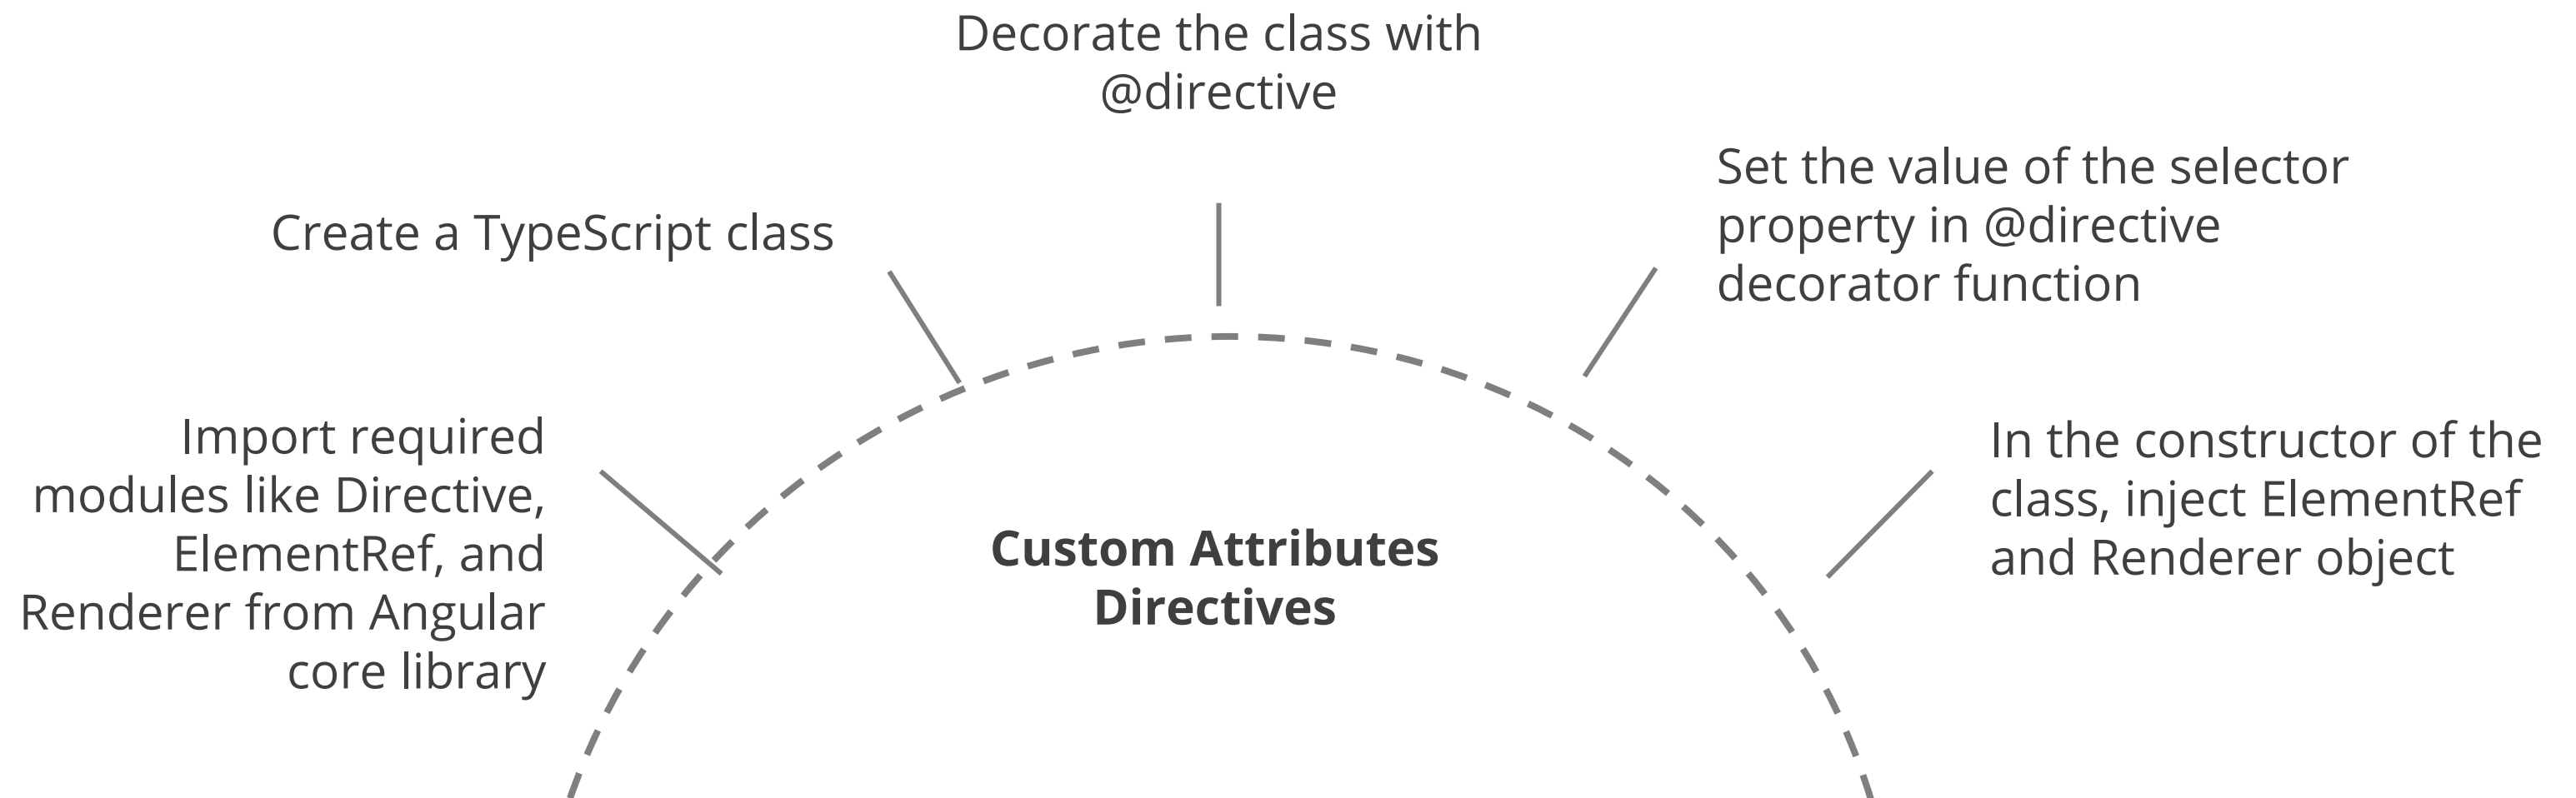 Decorate the class with
@directive
Create a TypeScript class
Set the value of the selector
property in @directive
decorator function
Import required
modules like Directive,
ElementRef, and
Renderer from Angular
core library
In the constructor of the
class, inject ElementRef
and Renderer object
Custom Attributes
Directives